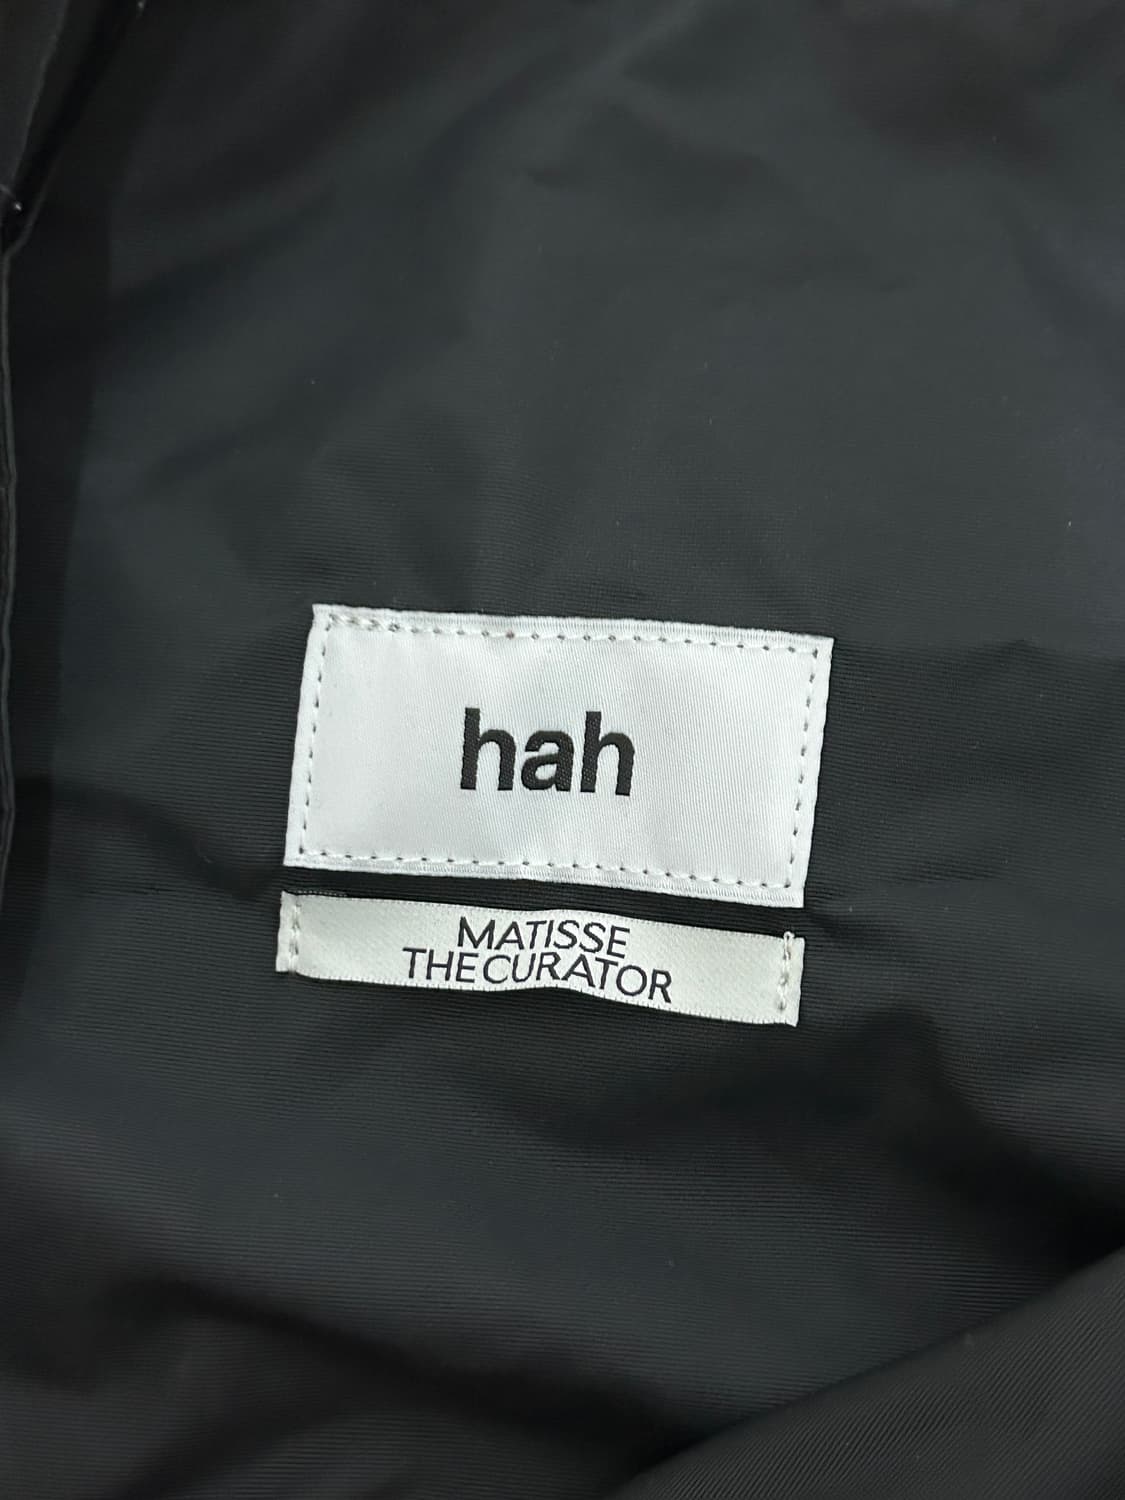 hah
MATISSE
THE CURATOR